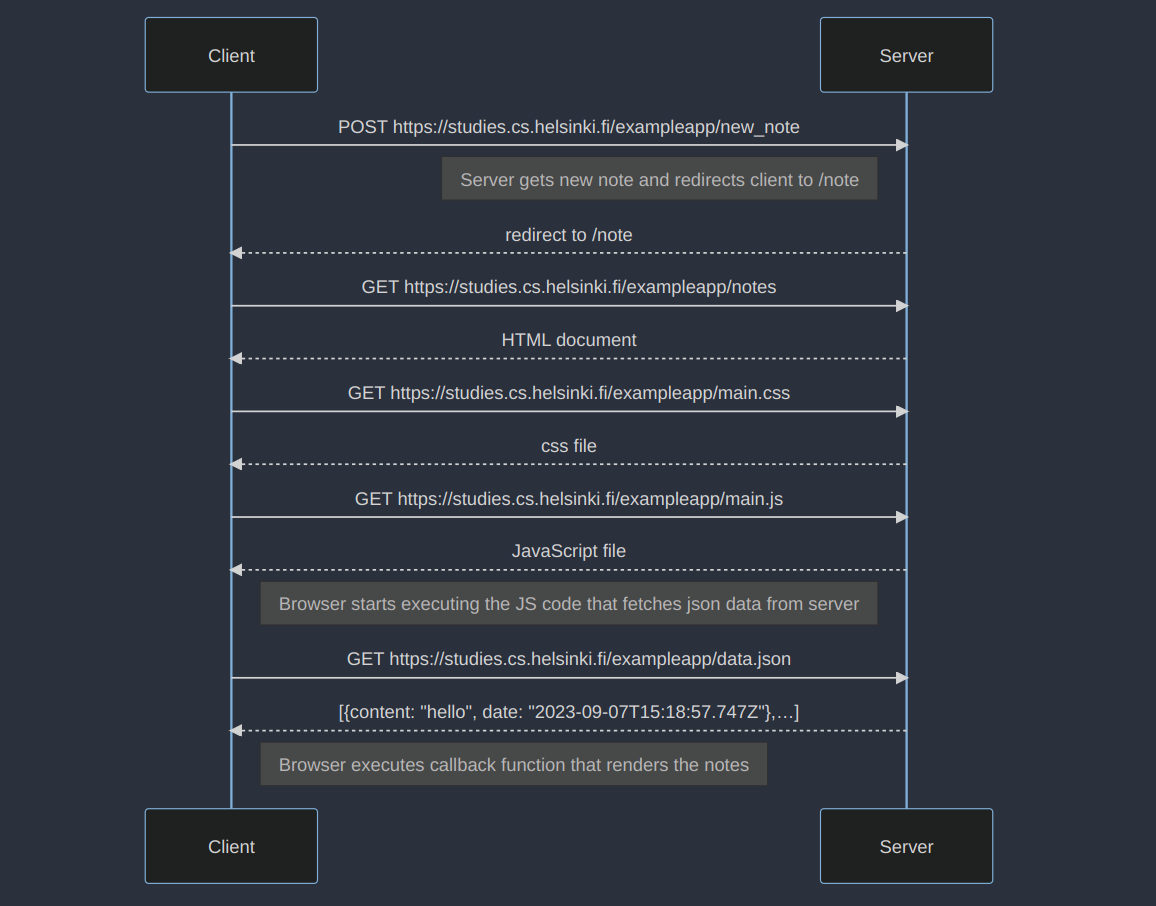 Client
Server
POST https://studies.cs.helsinki.fi/exampleapp/new_note
Server gets new note and redirects client to /note
redirect to /note
GET https://studies.cs.helsinki.fi/exampleapp/notes
HTML document
GET https://studies.cs.helsinki.fi/exampleapp/main.css
css file
GET https://studies.cs.helsinki.fi/exampleapp/main.js
JavaScript file
Browser starts executing the JS code that fetches json data from server
GET https://studies.cs.helsinki.fi/exampleapp/data.json
[{content: "hello", date: "2023-09-07T15:18:57.747Z"},…]
Browser executes callback function that renders the notes
Client
Server